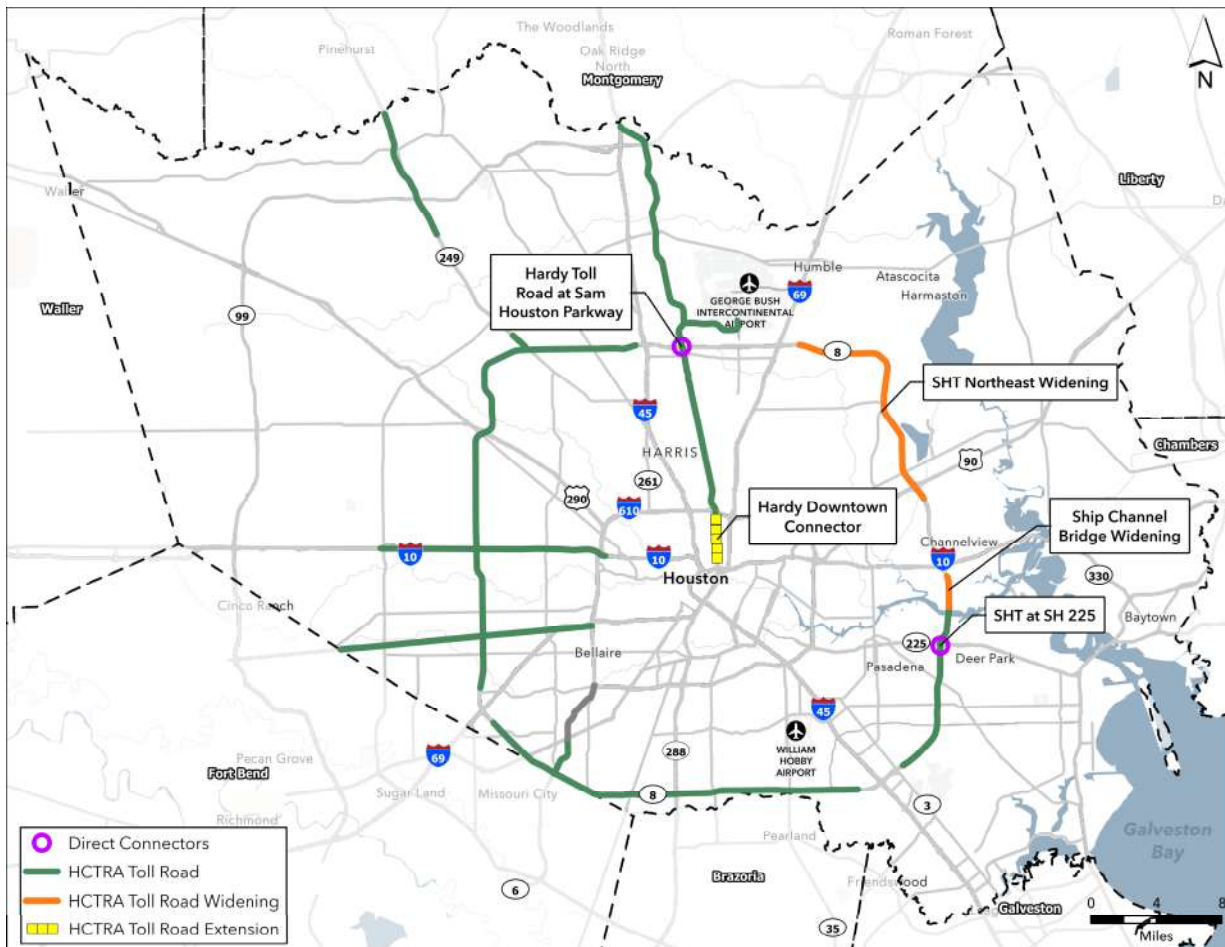 The Woodlands
Pinehurst
Oak Ridge
North
Roman Forest
Montgomery
N
Waller
Liberty
249
Hardy Toll
Road at Sam
Houston Parkway
Humble
Atascocita
Harmaston
GEORGE BUSH
INTERCONTINENTAL
AIRPORT
69
Waller
99
8
SHT Northeast Widening
45
HARRIS
Chambers
90
261
290
610
Hardy Downtown
Connector
Ship Channel
Bridge Widening
Channelview
10
10
10
Houston
330
Cinco Ranch
SHT at SH 225
Baytown
225
Bellaire
Pasadena
Deer Park
45
288
WILLIAM
HOBBY
AIRPORT
69
Pecan Grove
Fort Bend
Sugar Land
Missouri City
8
3
Richmond
Pearland
Galveston
Bay
Brazoria
Friendswood
6
35
Galveston
Direct Connectors
HCTRA Toll Road
HCTRA Toll Road Widening
HCTRA Toll Road Extension
0 4 8
Miles